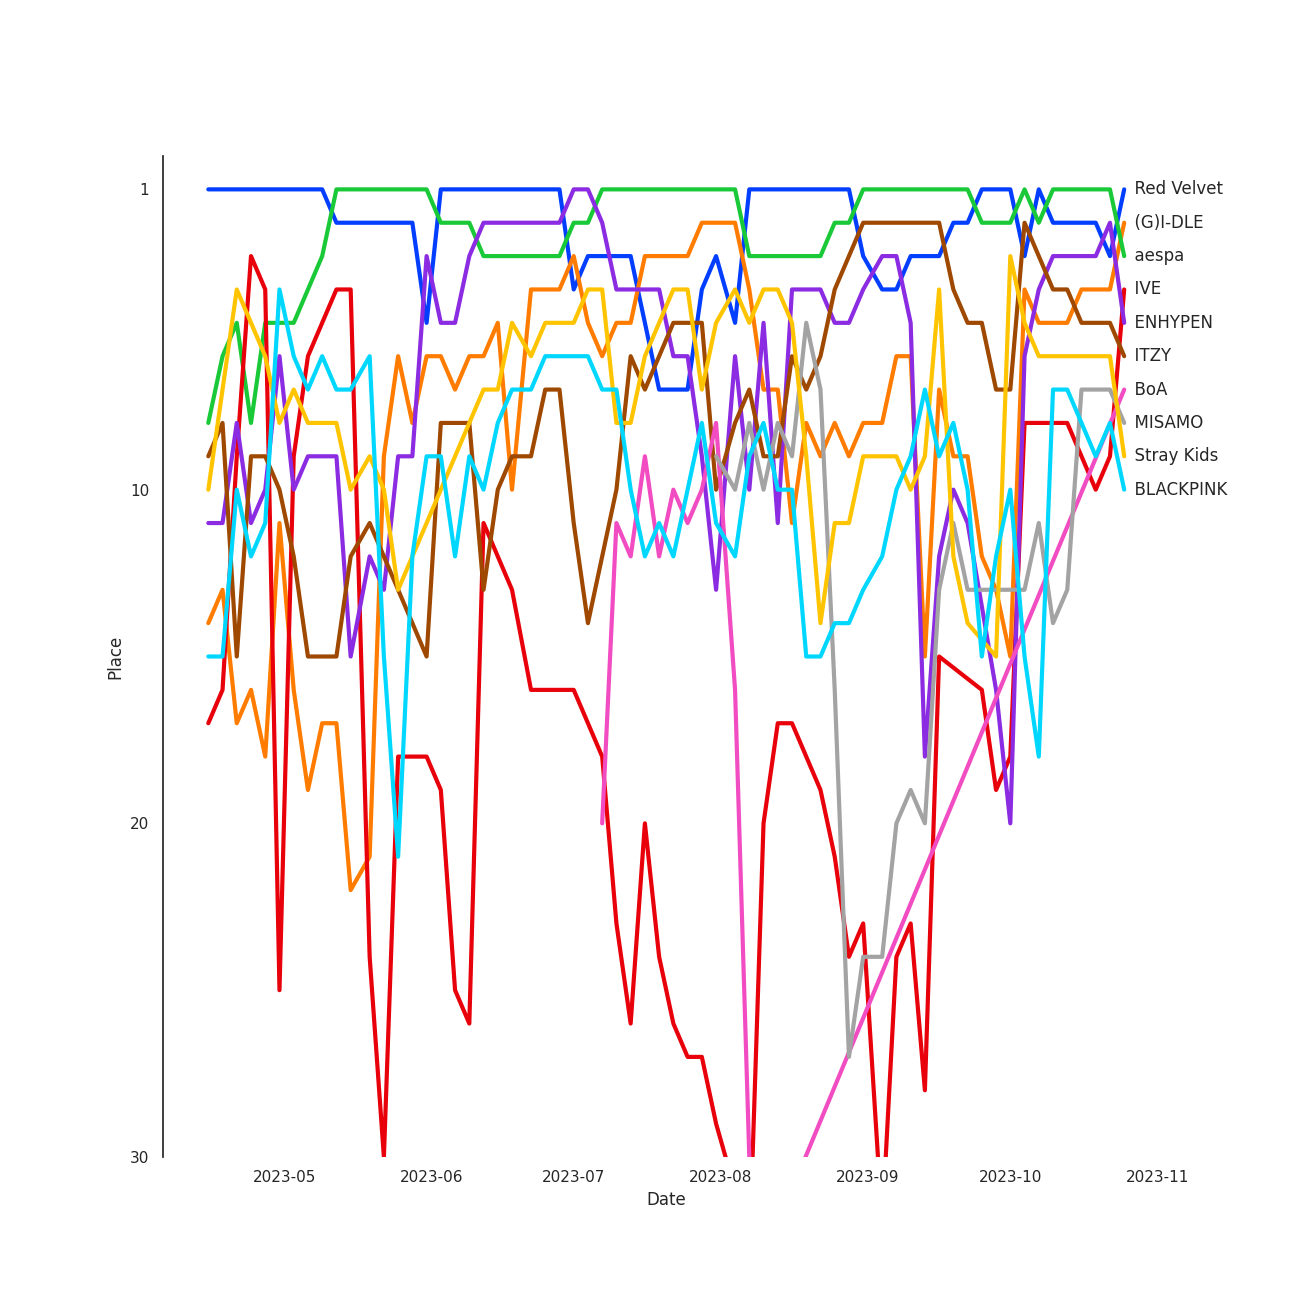 1
10
20
30
Place
2023-05
2023-06
2023-07
2023-08
2023-09
2023-10
2023-11
Date
Red Velvet
(G)I-DLE
aespa
IVE
ENHYPEN
ITZY
BoA
MISAMO
Stray Kids
BLACKPINK